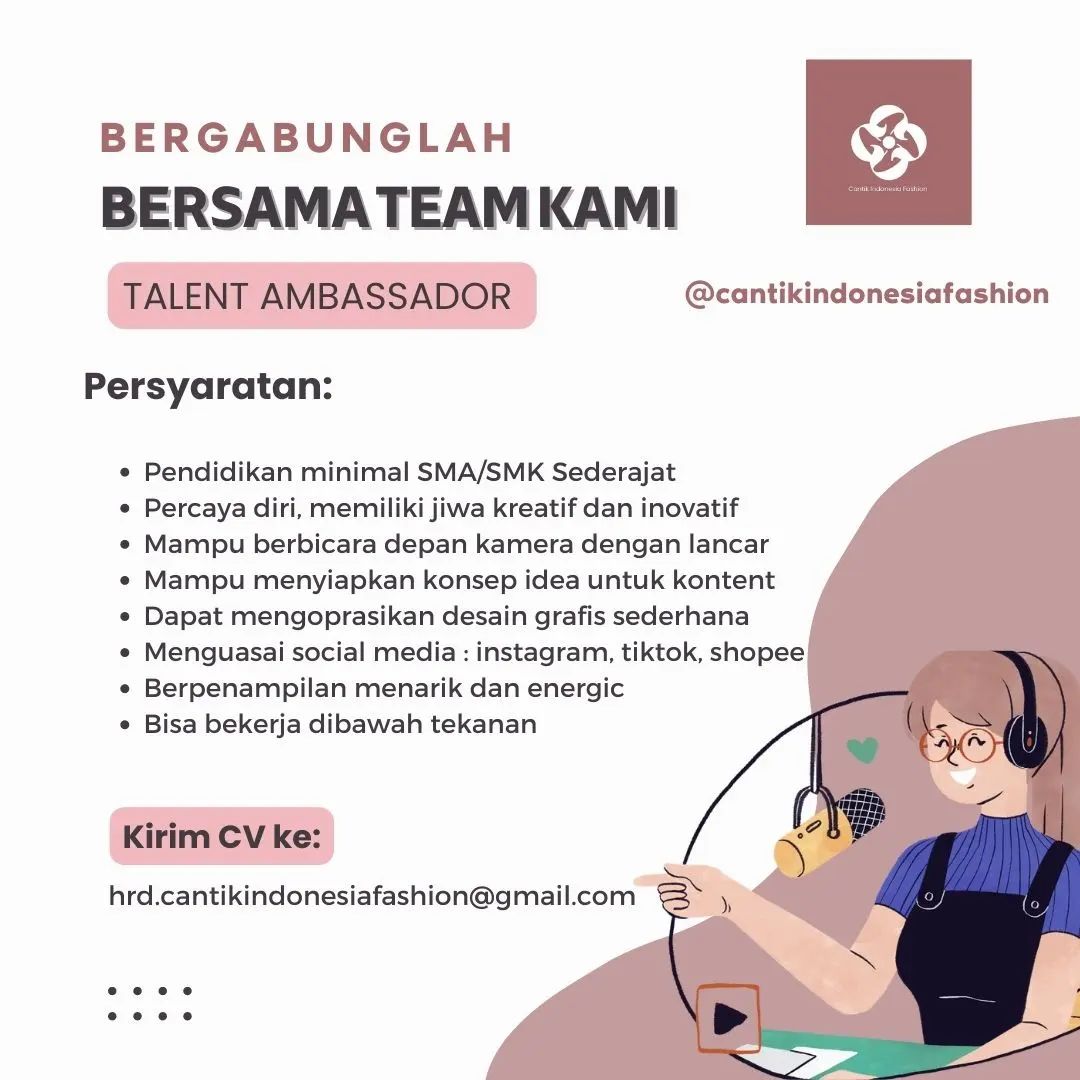 BERGABUNGLAH
BERSAMA TEAM KAMI
Cantik Indonesia Fashion
TALENT AMBASSADOR
@cantikindonesiafashion
Persyaratan:
• Pendidikan minimal SMA/SMK Sederajat
• Percaya diri, memiliki jiwa kreatif dan inovatif
• Mampu berbicara depan kamera dengan lancar
• Mampu menyiapkan konsep idea untuk kontent
• Dapat mengoprasikan desain grafis sederhana
• Menguasai social media : instagram, tiktok, shopee
• Berpenampilan menarik dan energic
• Bisa bekerja dibawah tekanan
Kirim CV ke:
hrd.cantikindonesiafashion@gmail.com